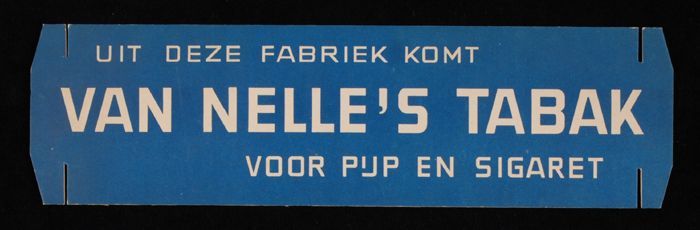 UIT DEZE FABRIEK KOMT
VAN NELLE'S TABAK
VOOR PIJP EN SIGARET